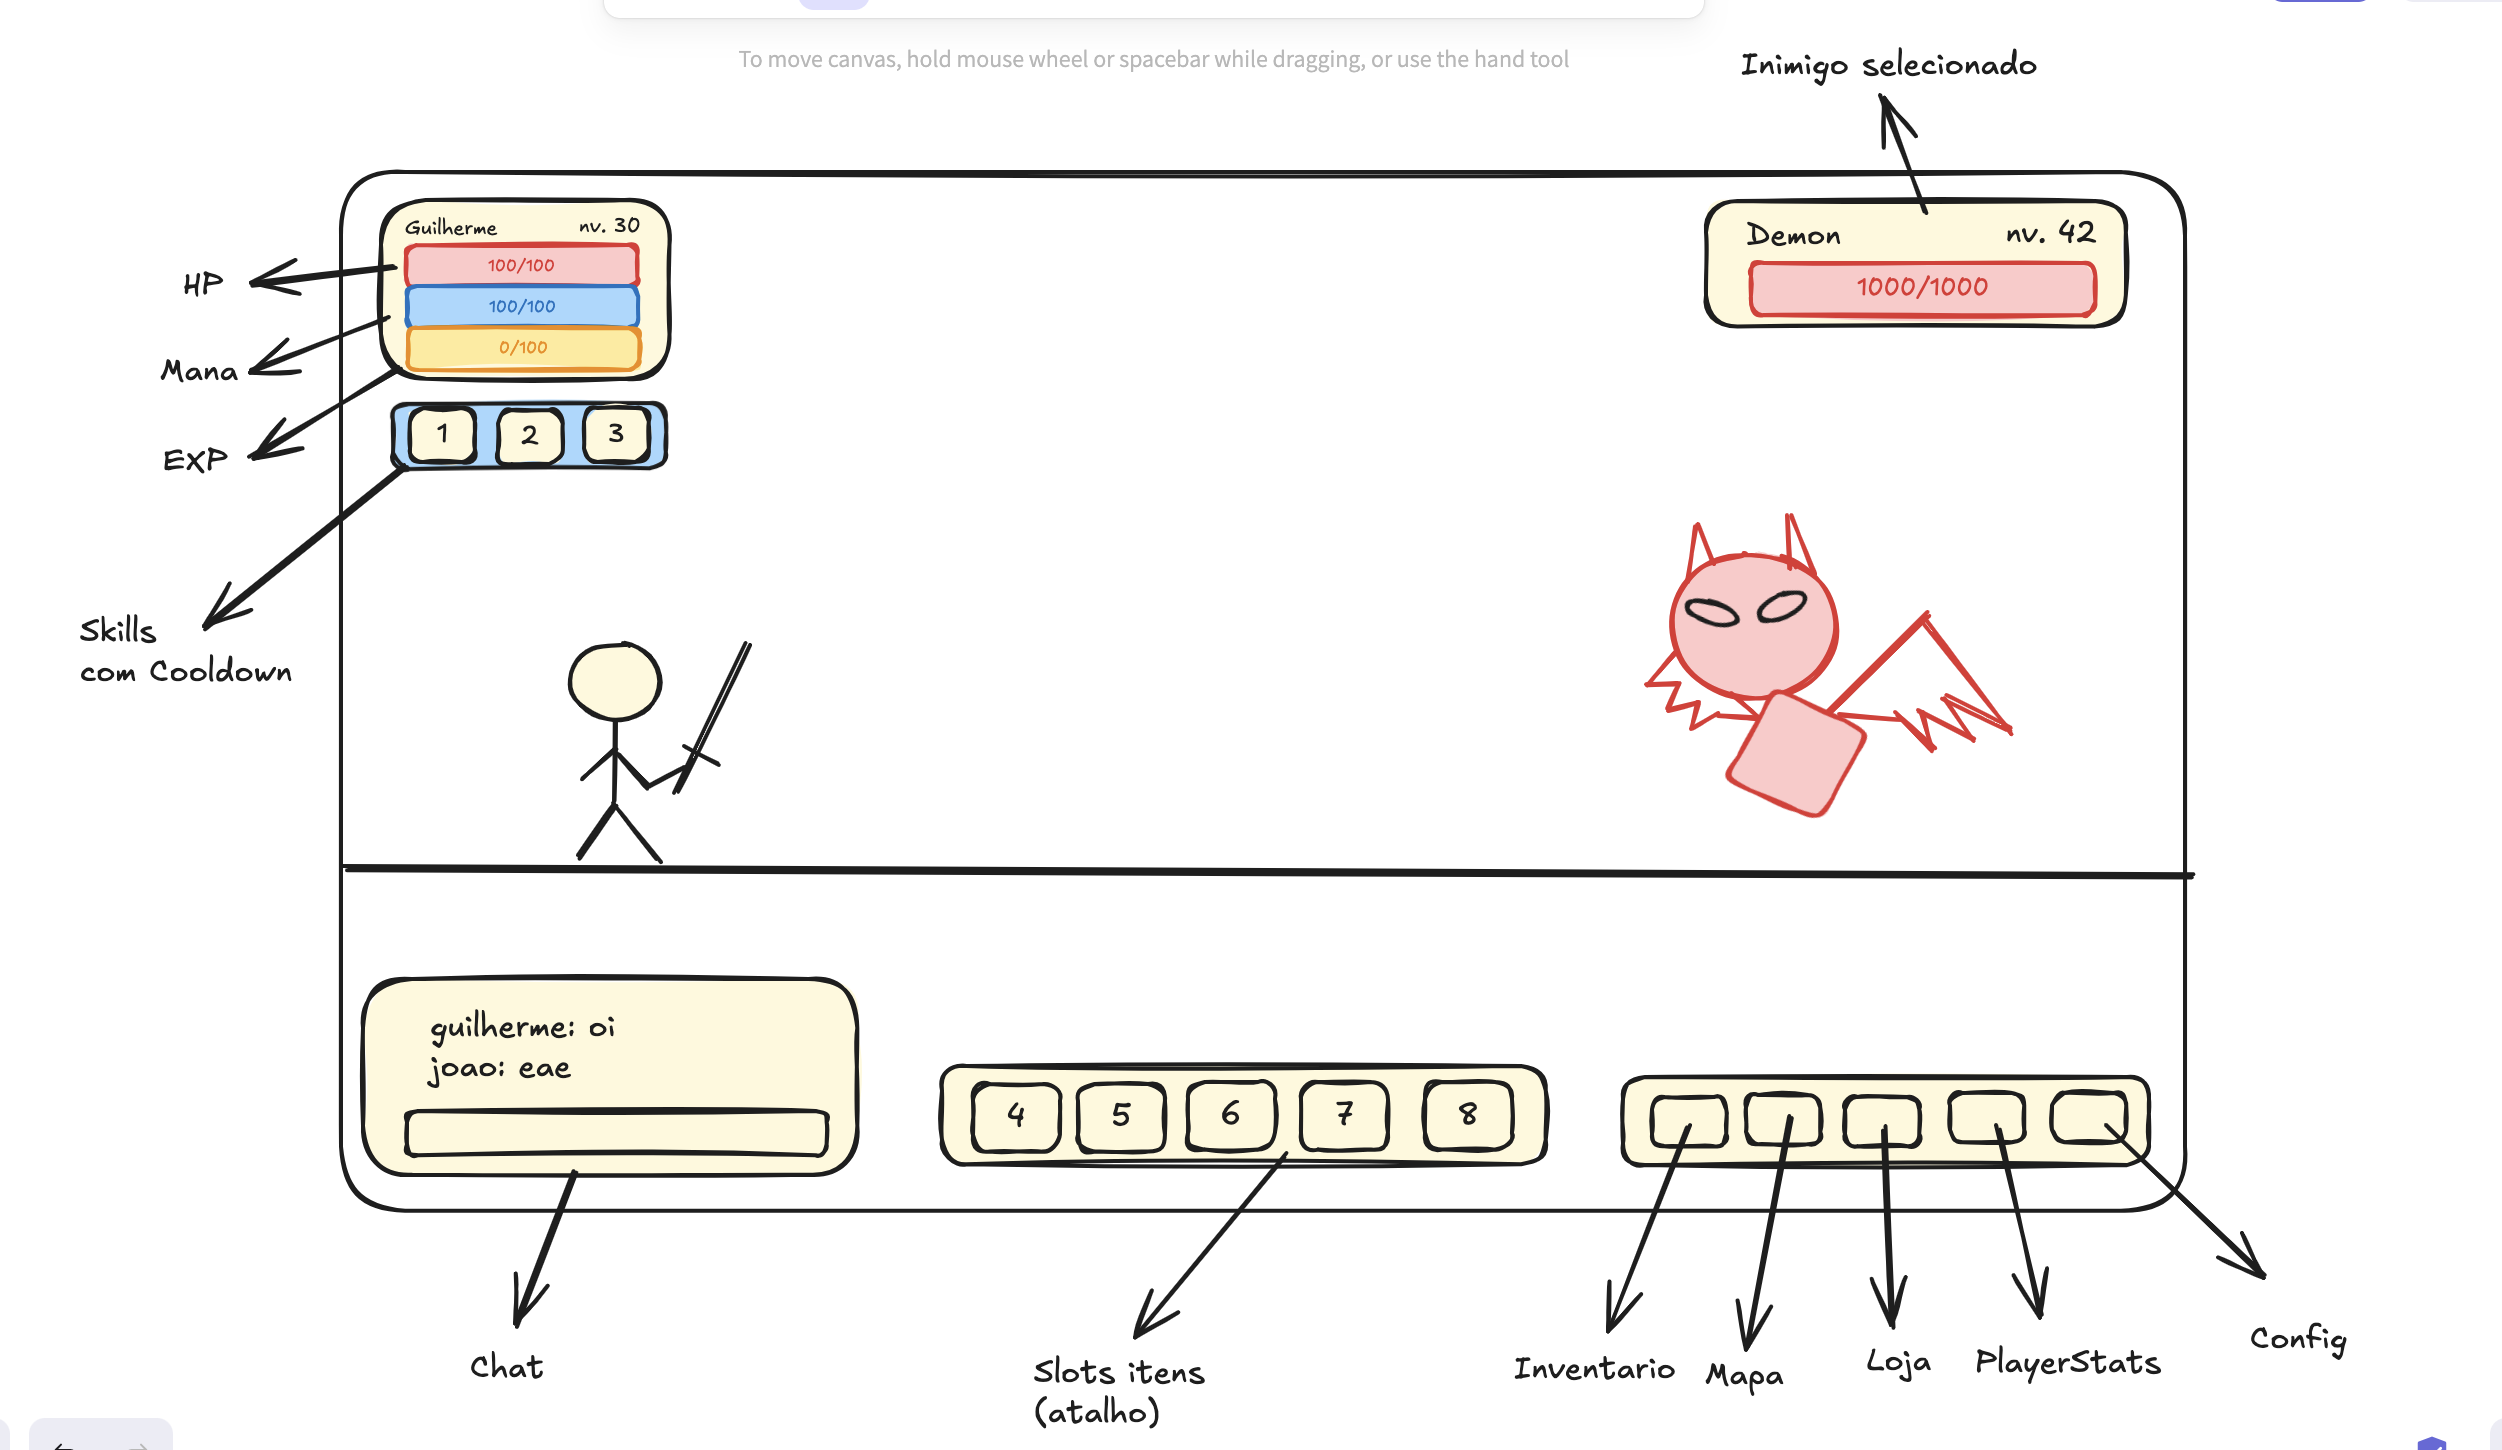 To move canvas, hold mouse wheel or spacebar while dragging, or use the hand tool
Inimigo selecionado
Guilherme nv. 30
100/100
100/100
0/100
Demon nv. 42
1000/1000
HP
Mana
EXP
1 2 3
Skills
com Cooldown
guilherme: oi
joao: eae
4 5 6 7 8
Chat
Slots itens
(atalho)
Inventario
Mapa
Loja
PlayerStats
Config